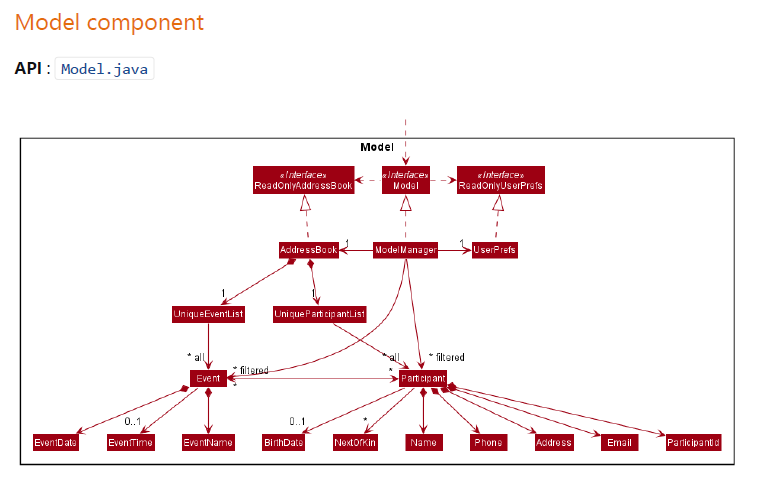 Model component
API : Model.java
Model
«Interface» «Interface» «Interface»
ReadOnlyAddressBook Model ReadOnlyUserPrefs
AddressBook 1 ModelManager 1 UserPrefs
1 1
UniqueEventList UniqueParticipantList
* all * all * filtered
* filtered *
Event * Participant
0..1 0..1 *
EventDate EventTime EventName BirthDate NextOfKin Name Phone Address Email ParticipantId